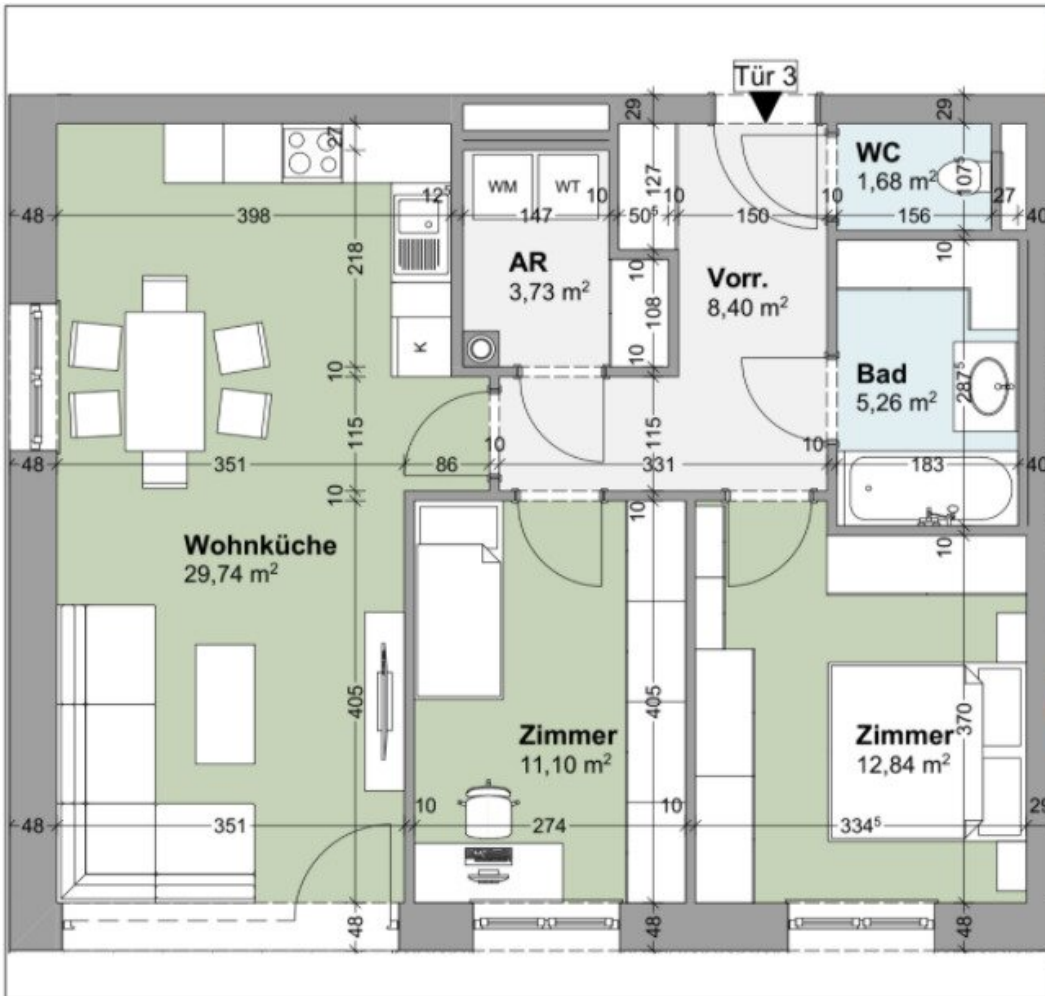 Tür 3
29
29
27
WC
1,68 m²
107⁵
48
398
12⁵
WM
WT
10
147
10
50⁵
127
10
150
10
156
27
40
218
AR
3,73 m²
10
108
10
Vorr.
8,40 m²
10
K
10
Bad
5,26 m²
287⁵
115
10
115
10
48
351
86
331
183
40
10
10
10
Wohnküche
29,74 m²
405
405
370
Zimmer
11,10 m²
Zimmer
12,84 m²
48
351
10
274
10
334⁵
29
48
48
48